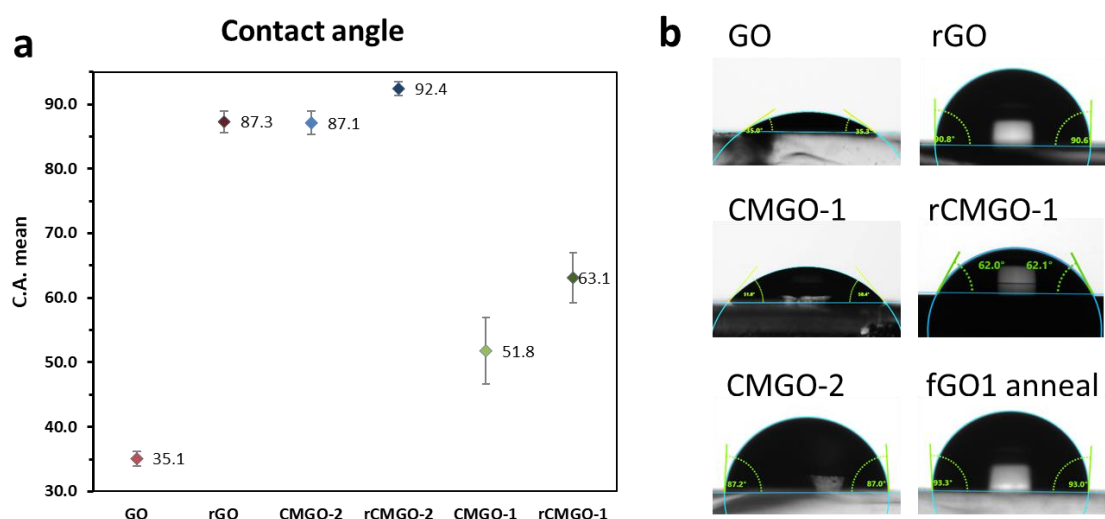 a
Contact angle
C.A. mean
90.0
80.0
70.0
60.0
50.0
40.0
30.0
35.1
87.3
87.1
92.4
51.8
63.1
GO
rGO
CMGO-2
rCMGO-2
CMGO-1
rCMGO-1
b
GO
rGO
35.0°
35.3°
90.8°
90.6°
CMGO-1
rCMGO-1
62.0°
62.1°
CMGO-2
fGO1 anneal
87.2°
87.0°
93.3°
93.0°